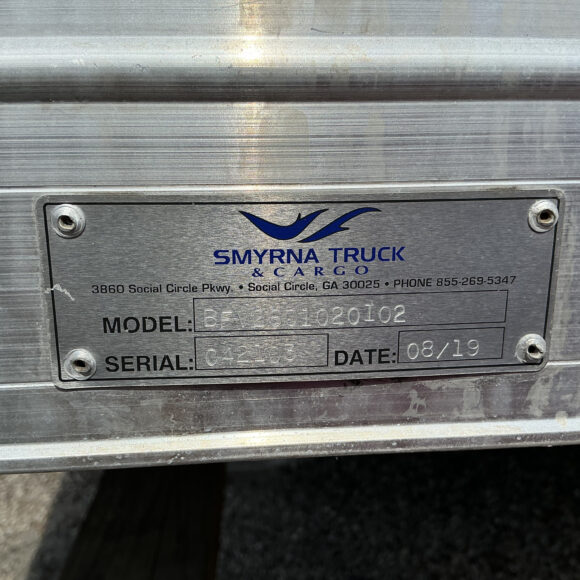 SMYRNA TRUCK
& CARGO
3860 Social Circle Pkwy. • Social Circle, GA 30025 • PHONE 855-269-5347
MODEL:
SERIAL: DATE: 08/19